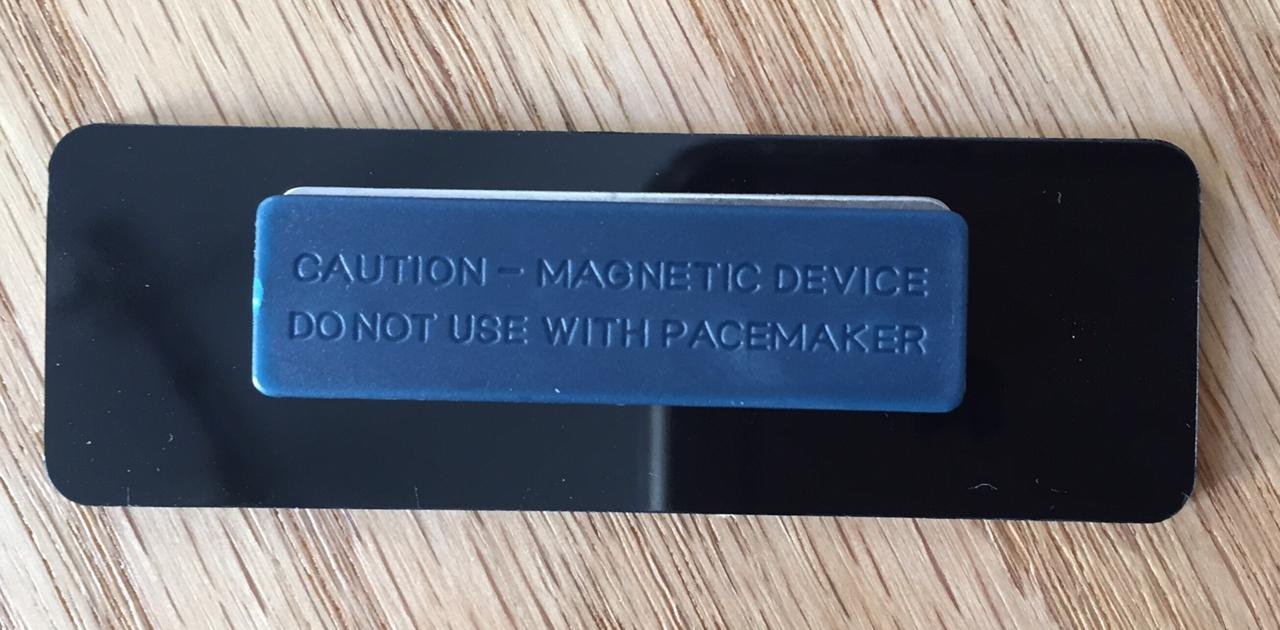 CAUTION - MAGNETIC DEVICE
DO NOT USE WITH PACEMAKER